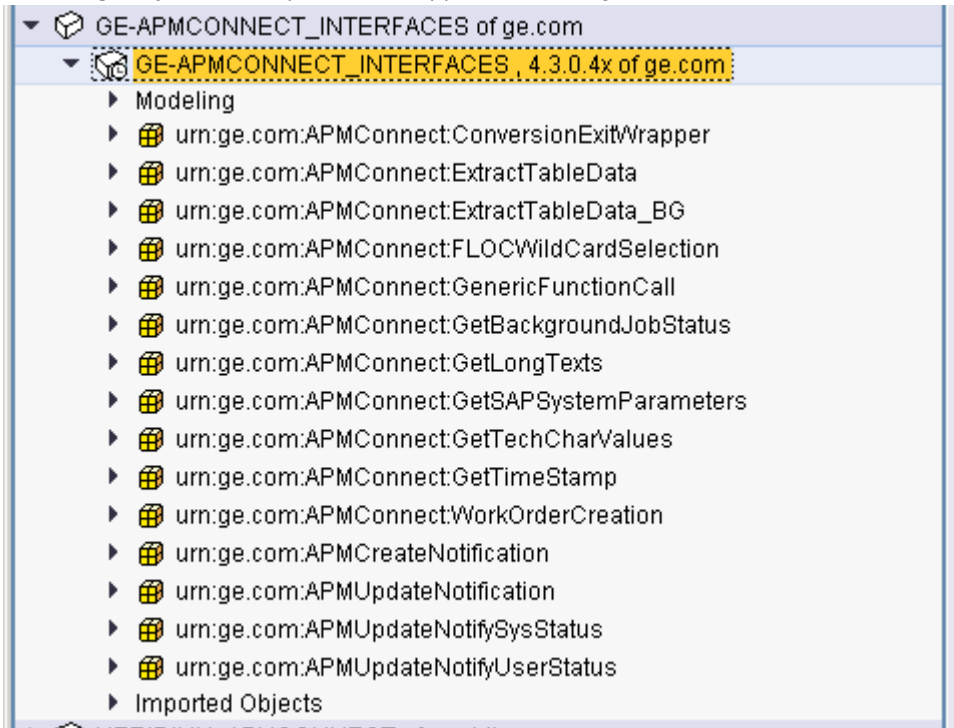 GE-APMCONNECT_INTERFACES of ge.com
GE-APMCONNECT_INTERFACES , 4.3.0.4x of ge.com
Modeling
urn:ge.com:APMConnect:ConversionExitWrapper
urn:ge.com:APMConnect:ExtractTableData
urn:ge.com:APMConnect:ExtractTableData_BG
urn:ge.com:APMConnect:FLOCWildCardSelection
urn:ge.com:APMConnect:GenericFunctionCall
urn:ge.com:APMConnect:GetBackgroundJobStatus
urn:ge.com:APMConnect:GetLongTexts
urn:ge.com:APMConnect:GetSAPSystemParameters
urn:ge.com:APMConnect:GetTechCharValues
urn:ge.com:APMConnect:GetTimeStamp
urn:ge.com:APMConnect:WorkOrderCreation
urn:ge.com:APMCreateNotification
urn:ge.com:APMUpdateNotification
urn:ge.com:APMUpdateNotifySysStatus
urn:ge.com:APMUpdateNotifyUserStatus
Imported Objects